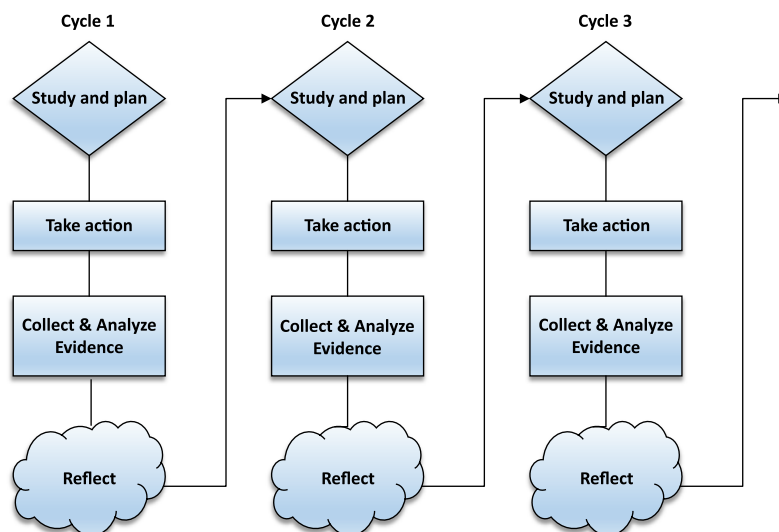 Cycle 1
Study and plan
Take action
Collect & Analyze
Evidence
Reflect
Cycle 2
Study and plan
Take action
Collect & Analyze
Evidence
Reflect
Cycle 3
Study and plan
Take action
Collect & Analyze
Evidence
Reflect